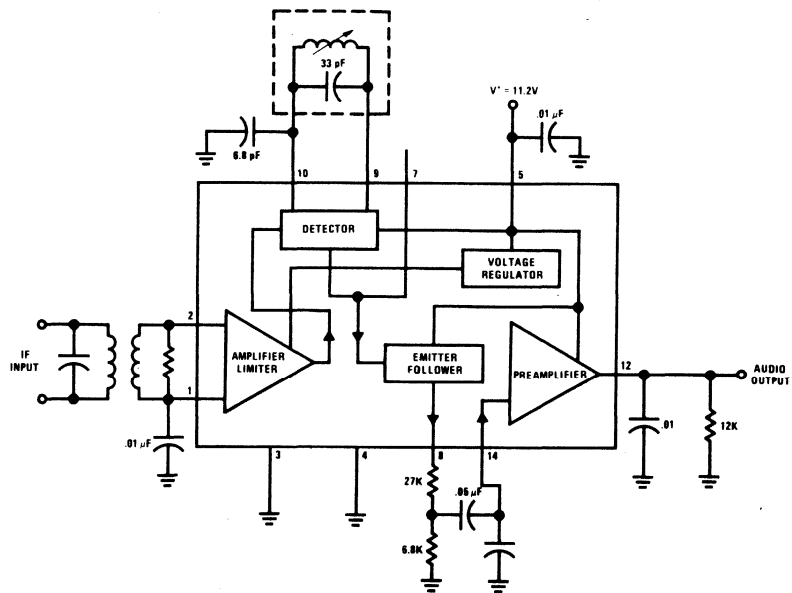 33 pF
V+ = 11.2V
.01 µF
6.8 pF
10
9
7
5
DETECTOR
VOLTAGE
REGULATOR
2
IF
INPUT
AMPLIFIER
LIMITER
EMITTER
FOLLOWER
PREAMPLIFIER
12
AUDIO
OUTPUT
1
.01 µF
3
4
8
14
.01
12K
27K
.05 µF
6.8K